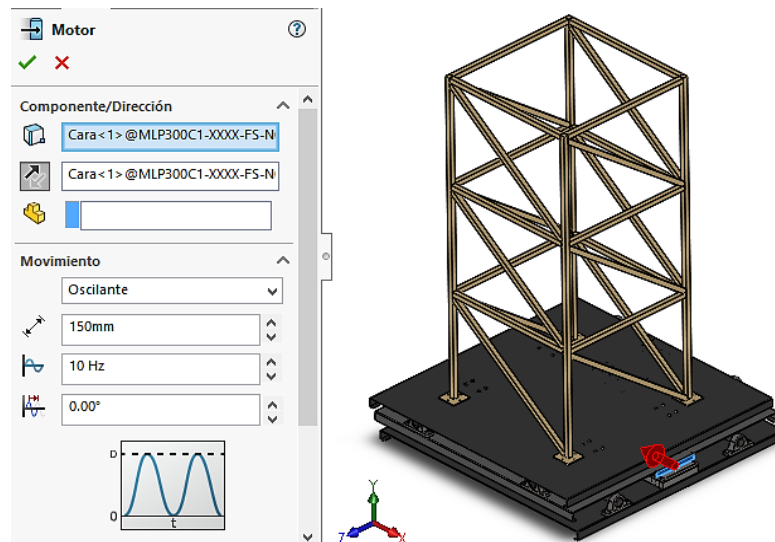 Motor
Componente/Dirección
Cara<1>@MLP300C1-XXXX-FS-N
Cara<1>@MLP300C1-XXXX-FS-N
Movimiento
Oscilante
150mm
10 Hz
0.00°
D
0
t
Y
Z
X